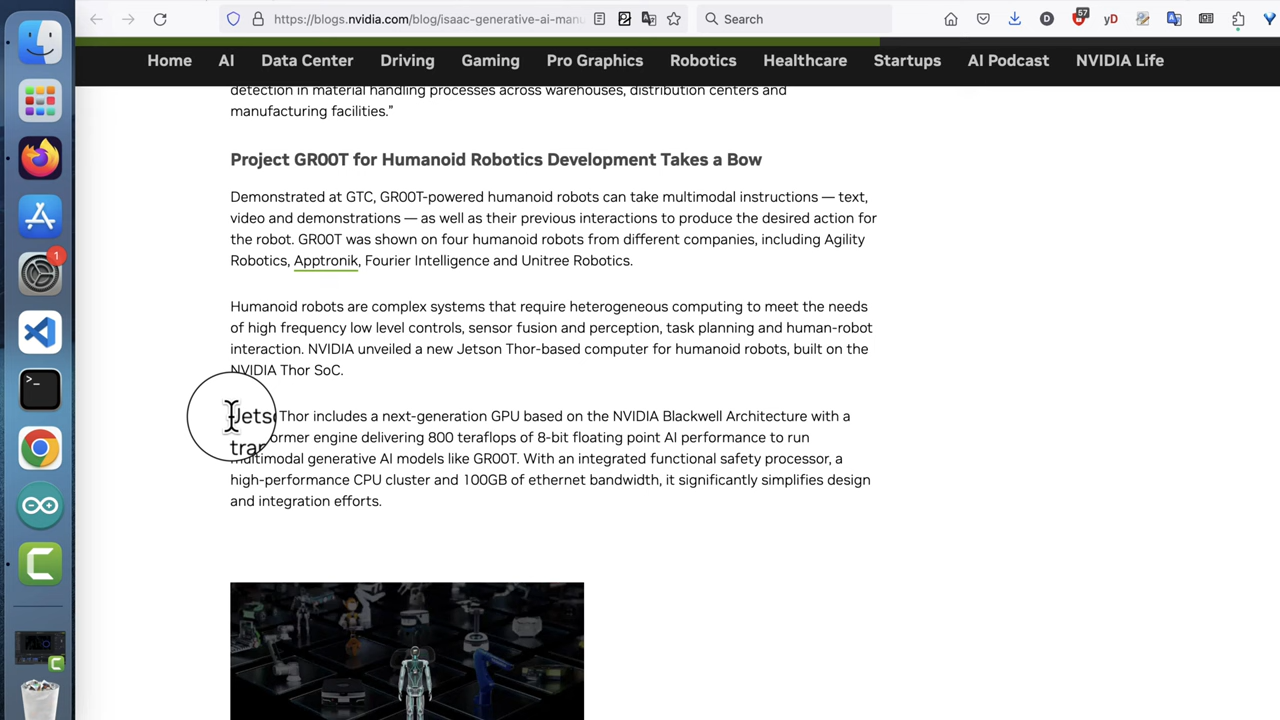 https://blogs.nvidia.com/blog/isaac-generative-ai-manu
Search
57
yD
Home AI Data Center Driving Gaming Pro Graphics Robotics Healthcare Startups AI Podcast NVIDIA Life
detection in material handling processes across warehouses, distribution centers and
manufacturing facilities.”
Project GR00T for Humanoid Robotics Development Takes a Bow
Demonstrated at GTC, GR00T-powered humanoid robots can take multimodal instructions — text,
video and demonstrations — as well as their previous interactions to produce the desired action for
the robot. GR00T was shown on four humanoid robots from different companies, including Agility
Robotics, Apptronik, Fourier Intelligence and Unitree Robotics.
Humanoid robots are complex systems that require heterogeneous computing to meet the needs
of high frequency low level controls, sensor fusion and perception, task planning and human-robot
interaction. NVIDIA unveiled a new Jetson Thor-based computer for humanoid robots, built on the
NVIDIA Thor SoC.
Jetso Thor includes a next-generation GPU based on the NVIDIA Blackwell Architecture with a
tran ormer engine delivering 800 teraflops of 8-bit floating point AI performance to run
multimodal generative AI models like GR00T. With an integrated functional safety processor, a
high-performance CPU cluster and 100GB of ethernet bandwidth, it significantly simplifies design
and integration efforts.
1